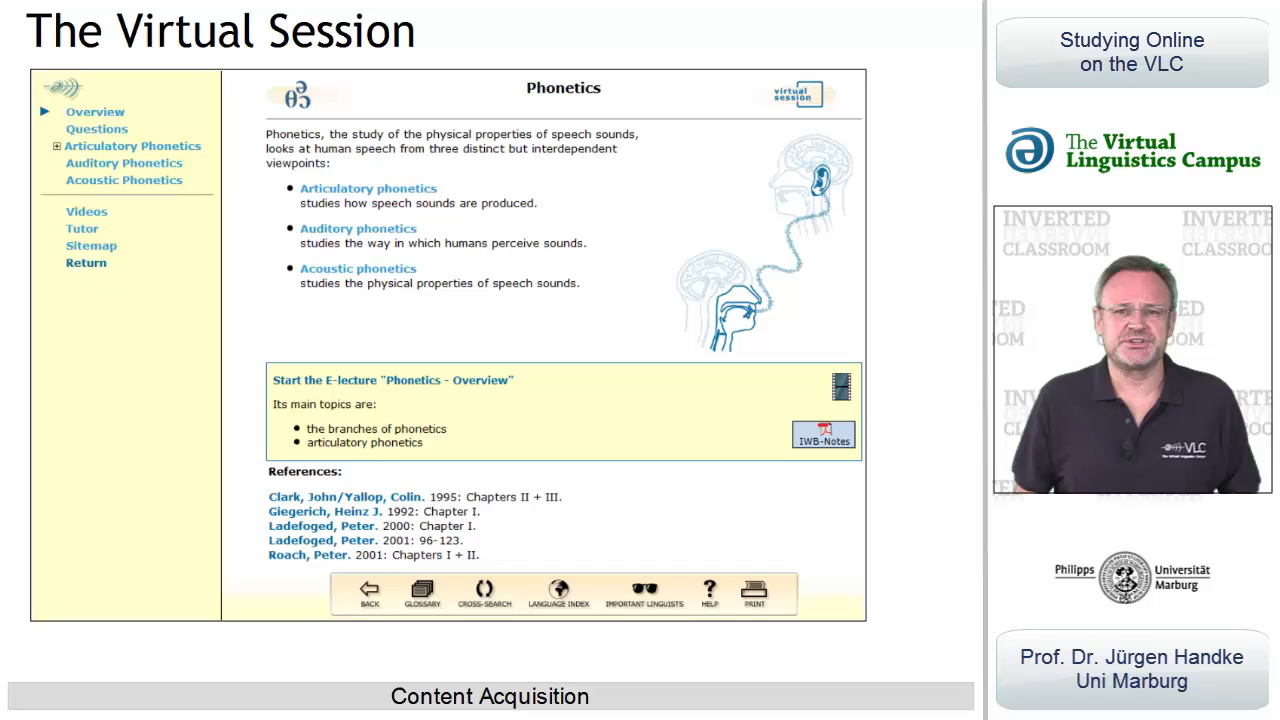 The Virtual Session
Overview
Questions
Articulatory Phonetics
Auditory Phonetics
Acoustic Phonetics
Videos
Tutor
Sitemap
Return
Phonetics
virtual
session
Phonetics, the study of the physical properties of speech sounds,
looks at human speech from three distinct but interdependent
viewpoints:
• Articulatory phonetics
studies how speech sounds are produced.
• Auditory phonetics
studies the way in which humans perceive sounds.
• Acoustic phonetics
studies the physical properties of speech sounds.
Start the E-lecture "Phonetics - Overview"
Its main topics are:
• the branches of phonetics
• articulatory phonetics
IWB-Notes
References:
Clark, John/Yallop, Colin. 1995: Chapters II + III.
Giegerich, Heinz J. 1992: Chapter I.
Ladefoged, Peter. 2000: Chapter I.
Ladefoged, Peter. 2001: 96-123.
Roach, Peter. 2001: Chapters I + II.
BACK GLOSSARY CROSS-SEARCH LANGUAGE INDEX IMPORTANT LINGUISTS HELP PRINT
Content Acquisition
Studying Online
on the VLC
The Virtual
Linguistics Campus
INVERTED INVERTE
CLASSROOM CLASSROO
VLC
Philipps Universität
Marburg
Prof. Dr. Jürgen Handke
Uni Marburg